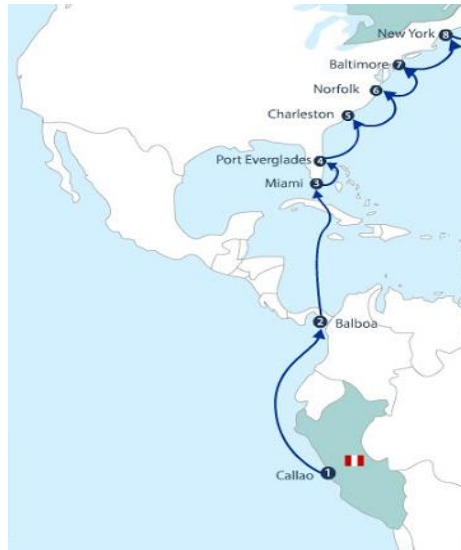 New York 8
Baltimore 7
Norfolk 6
Charleston 5
Port Everglades 4
Miami 3
2 Balboa
Callao 1